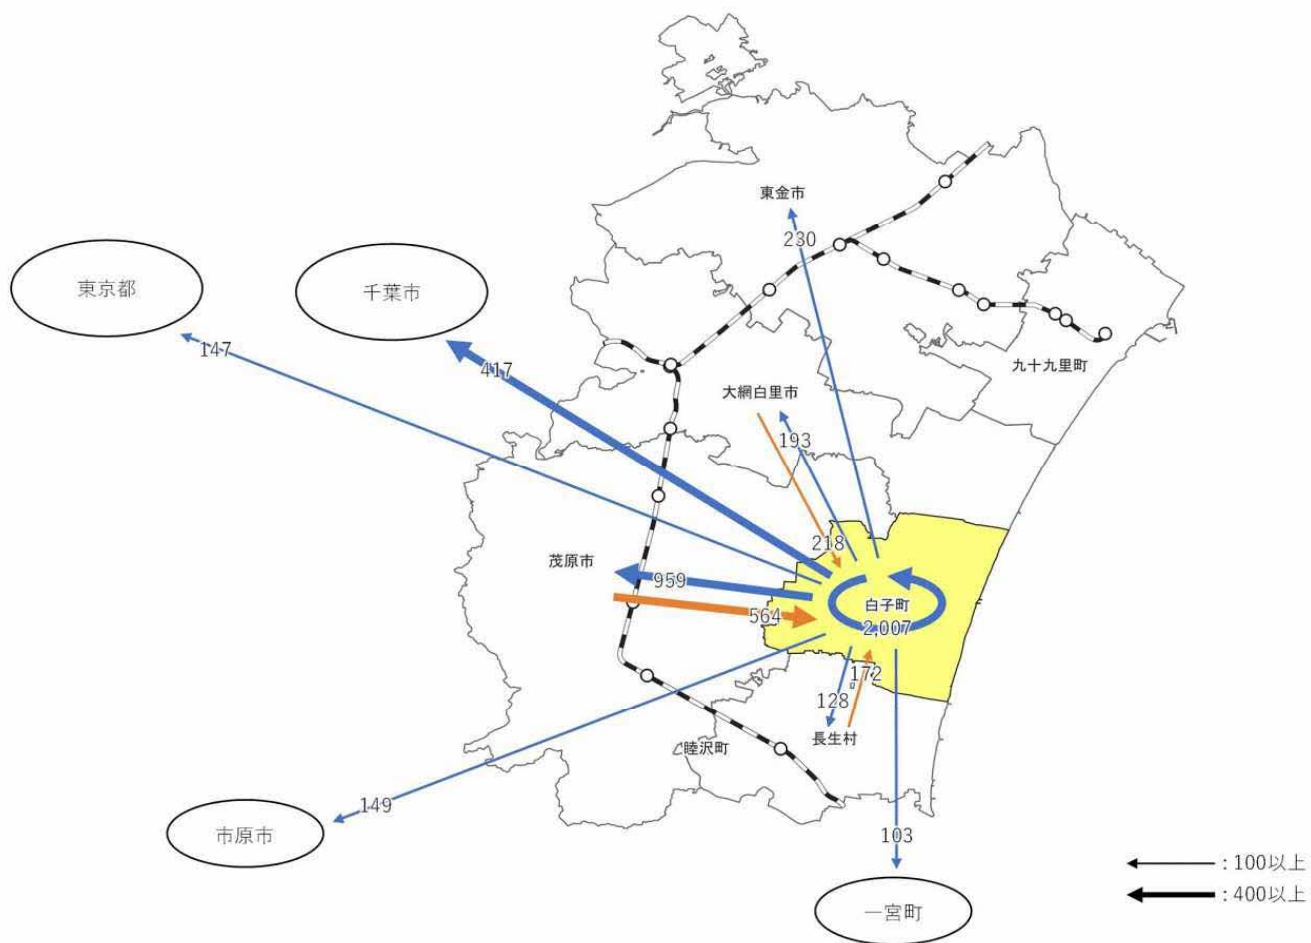 東金市
230
東京都
千葉市
147
417
九十九里町
大網白里市
193
218
茂原市
959
564
白子町
2,007
172
128
長生村
睦沢町
149
市原市
103
一宮町
：100以上
：400以上